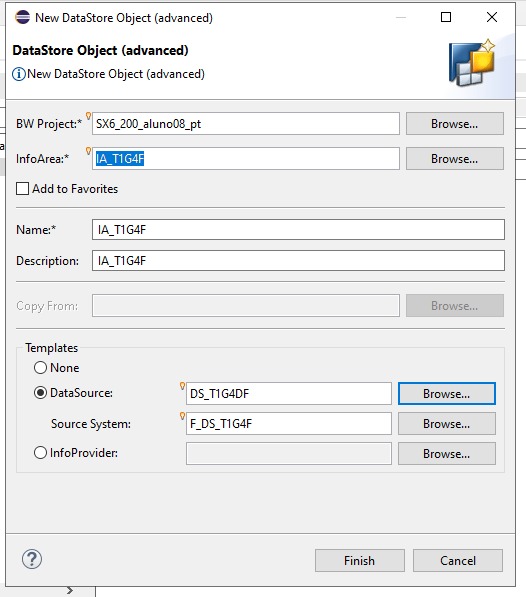 New DataStore Object (advanced)
DataStore Object (advanced)
New DataStore Object (advanced)
BW Project:* SX6_200_aluno08_pt Browse...
InfoArea:* IA_T1G4F Browse...
Add to Favorites
Name:* IA_T1G4F
Description: IA_T1G4F
Copy From: Browse...
Templates
None
DataSource: DS_T1G4DF Browse...
Source System: F_DS_T1G4F Browse...
InfoProvider: Browse...
? Finish Cancel